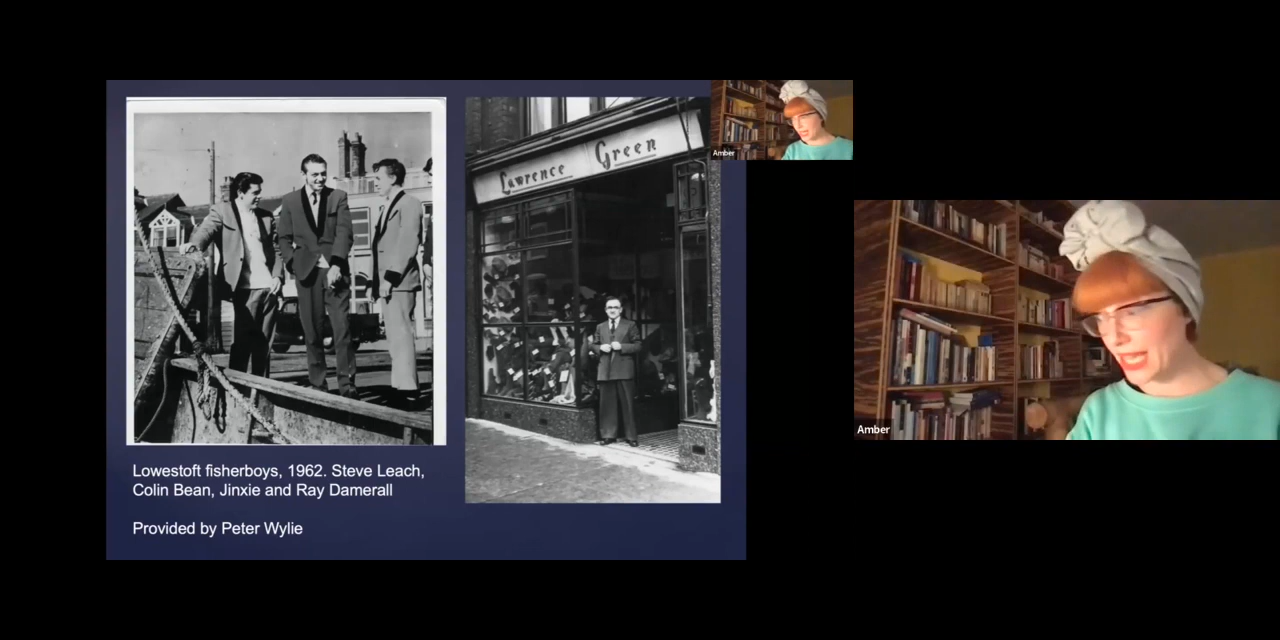 Lawrence Green
Amber
Amber
Lowestoft fisherboys, 1962. Steve Leach,
Colin Bean, Jinxie and Ray Damerall
Provided by Peter Wylie